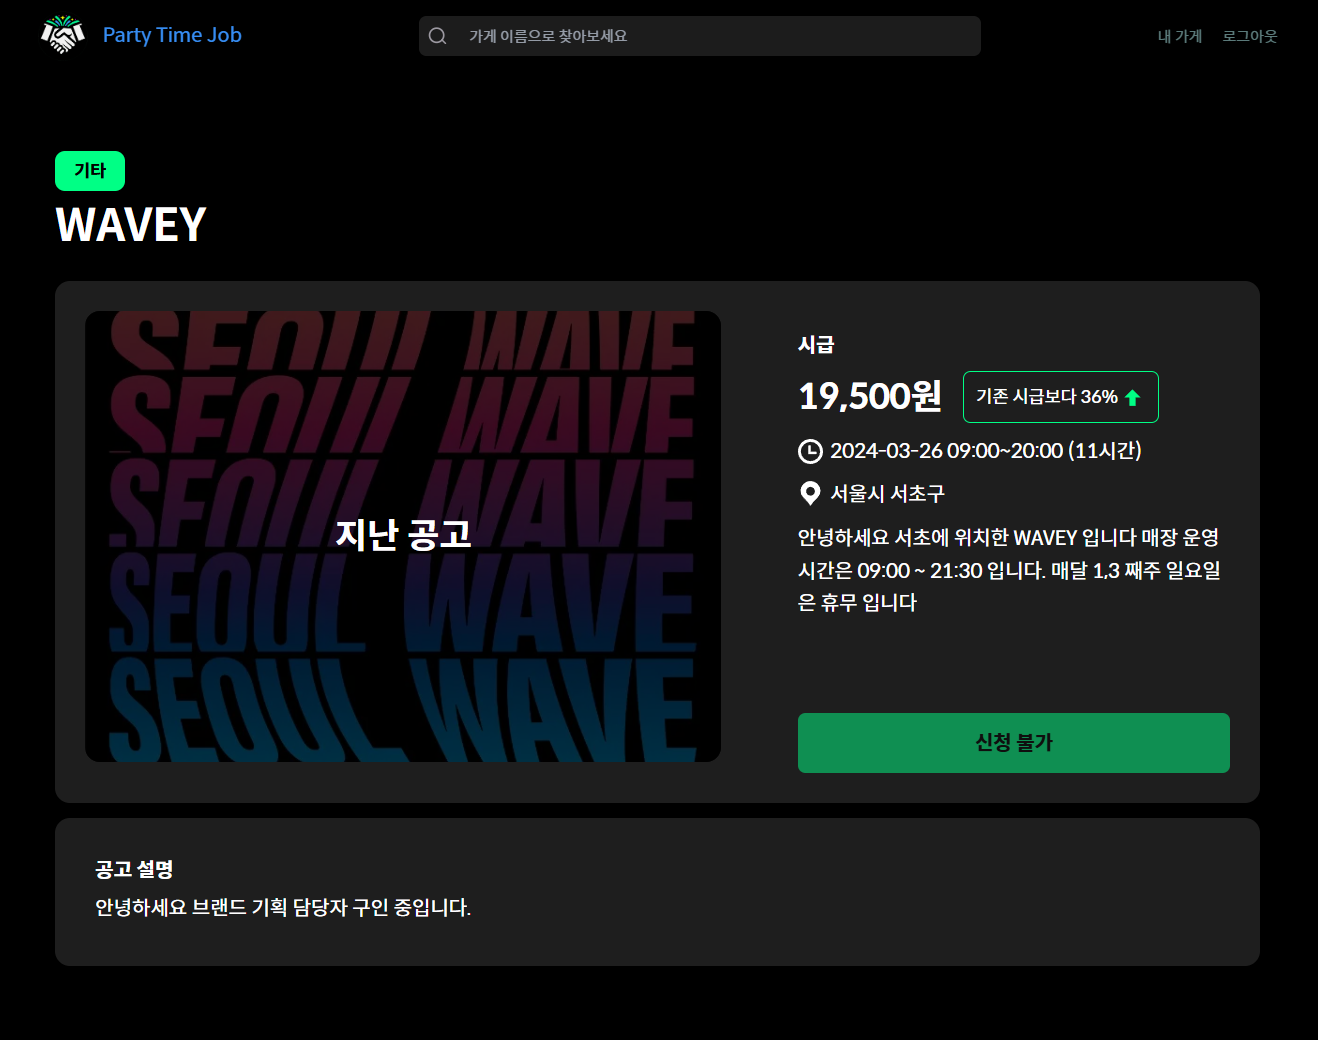 Party Time Job
가게 이름으로 찾아보세요
내 가게
로그아웃
기타
WAVEY
SEOUL WAVE
SEOUL WAVE
SEOUL WAVE
지난 공고
SEOUL WAVE
SEOUL WAVE
시급
19,500원
기존 시급보다 36%
2024-03-26 09:00~20:00 (11시간)
서울시 서초구
안녕하세요 서초에 위치한 WAVEY 입니다 매장 운영
시간은 09:00 ~ 21:30 입니다. 매달 1,3 째주 일요일
은 휴무 입니다
신청 불가
공고 설명
안녕하세요 브랜드 기획 담당자 구인 중입니다.